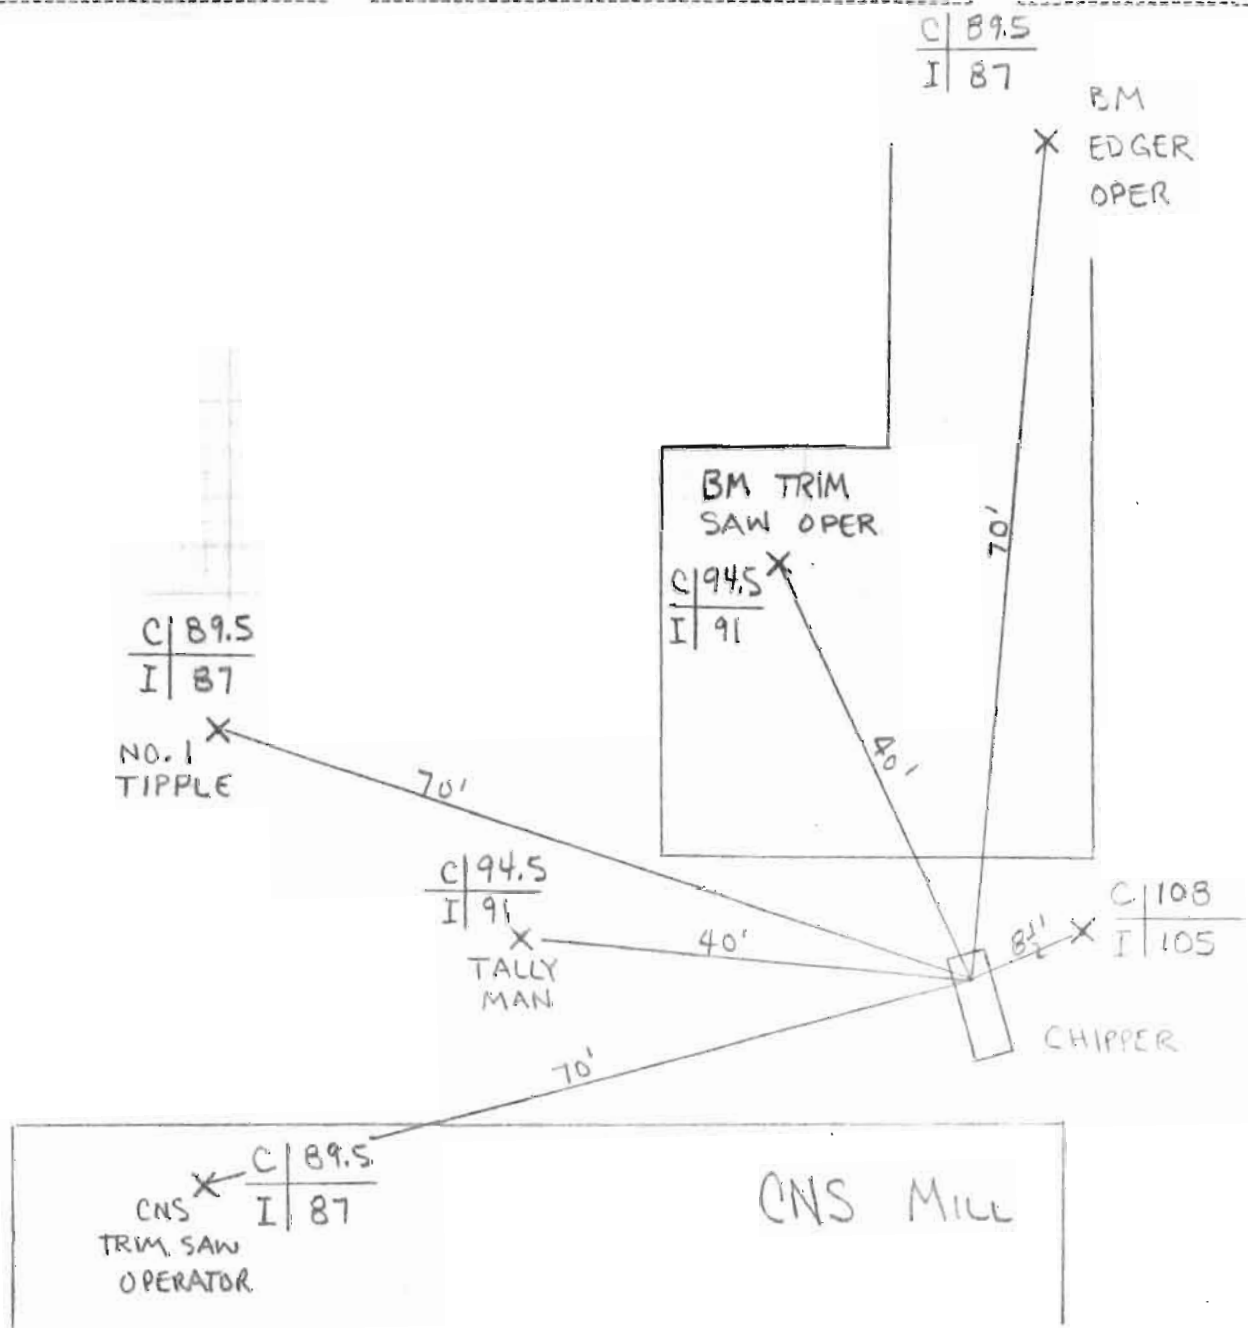 C 89.5
I 87
BM
EDGER
OPER
BM TRIM
SAW OPER
C 94.5
I 91
70'
40'
C 89.5
I 87
NO. 1
TIPPLE
70'
C 94.5
I 91
TALLY
MAN
40'
8½'
C 108
I 105
CHIPPER
70'
C 89.5
I 87
CNS
TRIM SAW
OPERATOR
CNS MILL